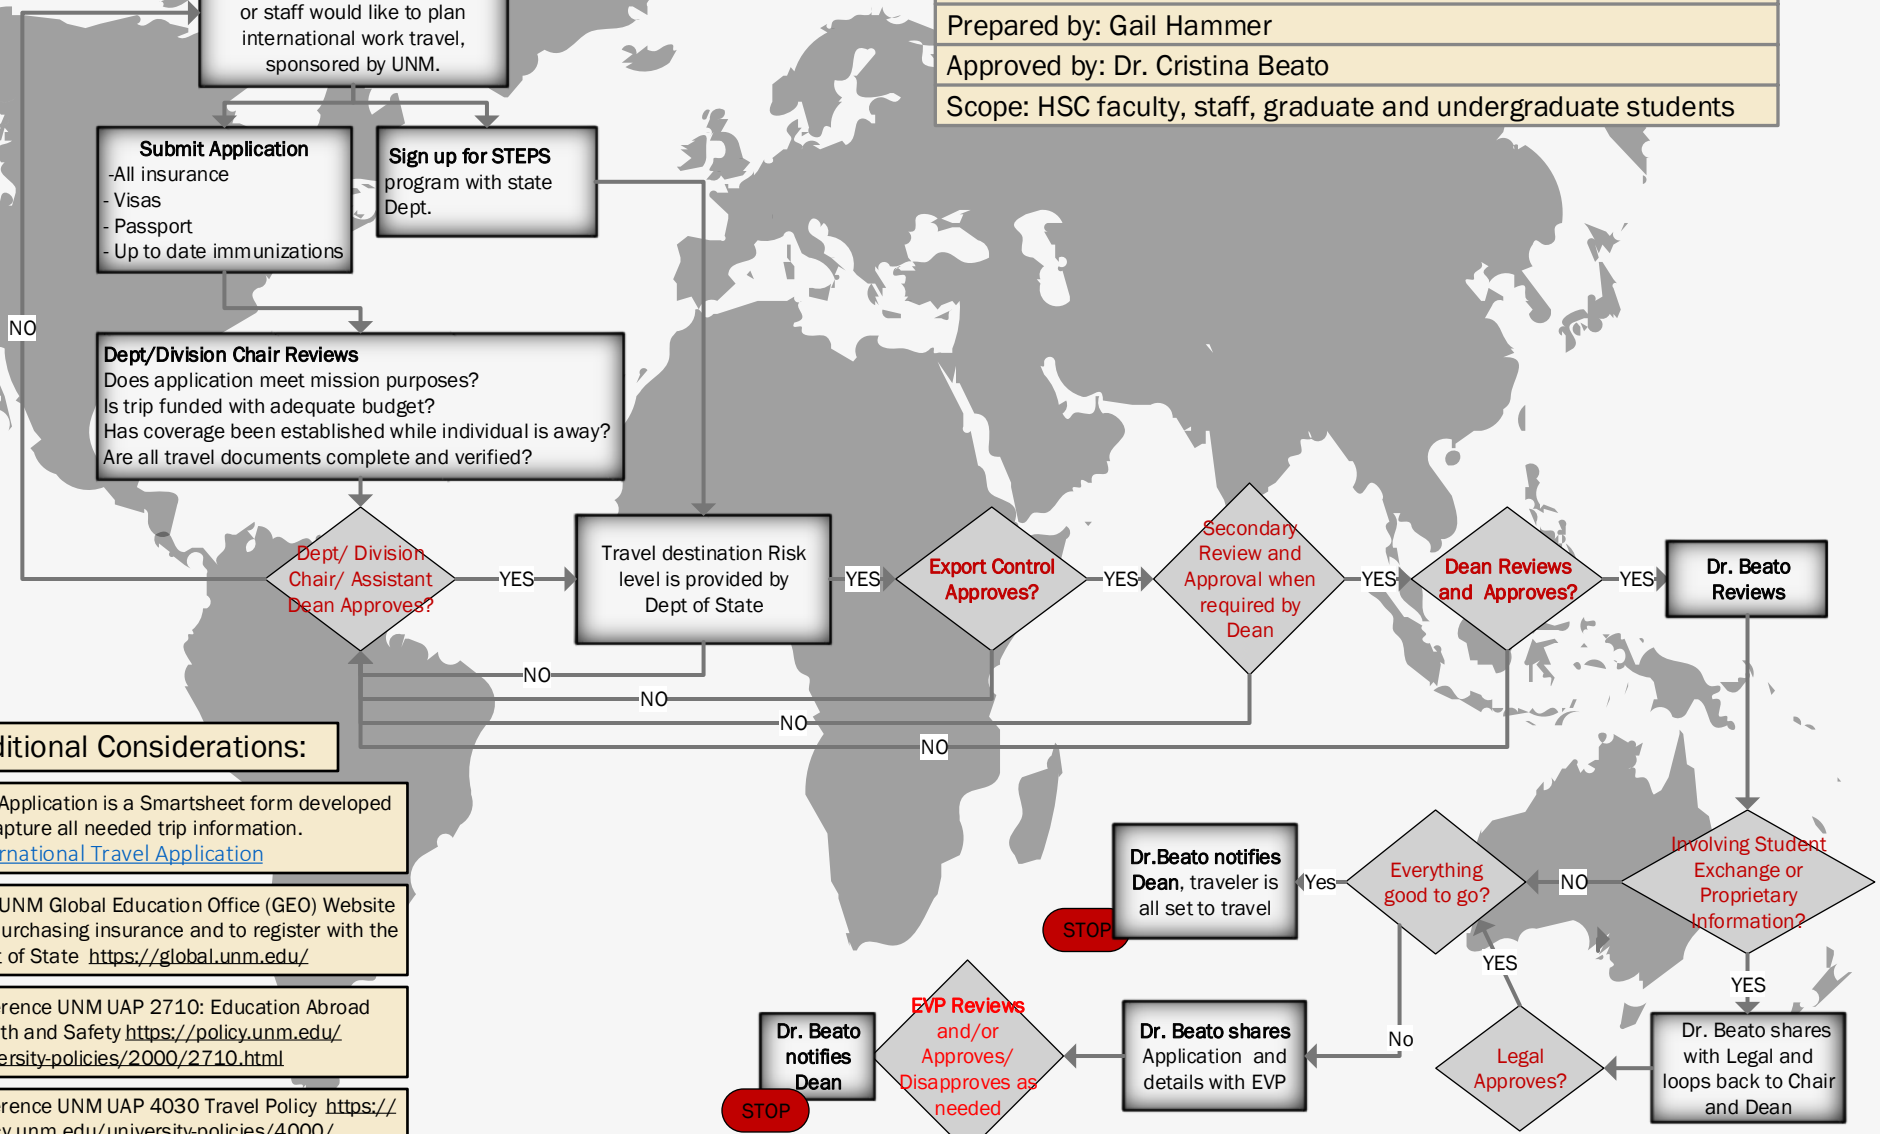 or staff would like to plan
international work travel,
sponsored by UNM.
Prepared by: Gail Hammer
Approved by: Dr. Cristina Beato
Scope: HSC faculty, staff, graduate and undergraduate students
Submit Application
-All insurance
- Visas
- Passport
- Up to date immunizations
Sign up for STEPS
program with state
Dept.
NO
Dept/Division Chair Reviews
Does application meet mission purposes?
Is trip funded with adequate budget?
Has coverage been established while individual is away?
Are all travel documents complete and verified?
Dept/ Division
Chair/ Assistant
Dean Approves?
YES
Travel destination Risk
level is provided by
Dept of State
YES
Export Control
Approves?
YES
Secondary
Review and
Approval when
required by
Dean
YES
Dean Reviews
and Approves?
YES
Dr. Beato
Reviews
NO
NO
NO
NO
ditional Considerations:
Application is a Smartsheet form developed
apture all needed trip information.
rnational Travel Application
UNM Global Education Office (GEO) Website
urchasing insurance and to register with the
t of State https://global.unm.edu/
erence UNM UAP 2710: Education Abroad
th and Safety https://policy.unm.edu/
ersity-policies/2000/2710.html
erence UNM UAP 4030 Travel Policy https://
cy.unm.edu/university-policies/4000/
Involving Student
Exchange or
Proprietary
Information?
NO
Everything
good to go?
Yes
Dr.Beato notifies
Dean, traveler is
all set to travel
STOP
YES
Dr. Beato shares
with Legal and
loops back to Chair
and Dean
Legal
Approves?
YES
No
Dr. Beato shares
Application and
details with EVP
EVP Reviews
and/or
Approves/
Disapproves as
needed
Dr. Beato
notifies
Dean
STOP